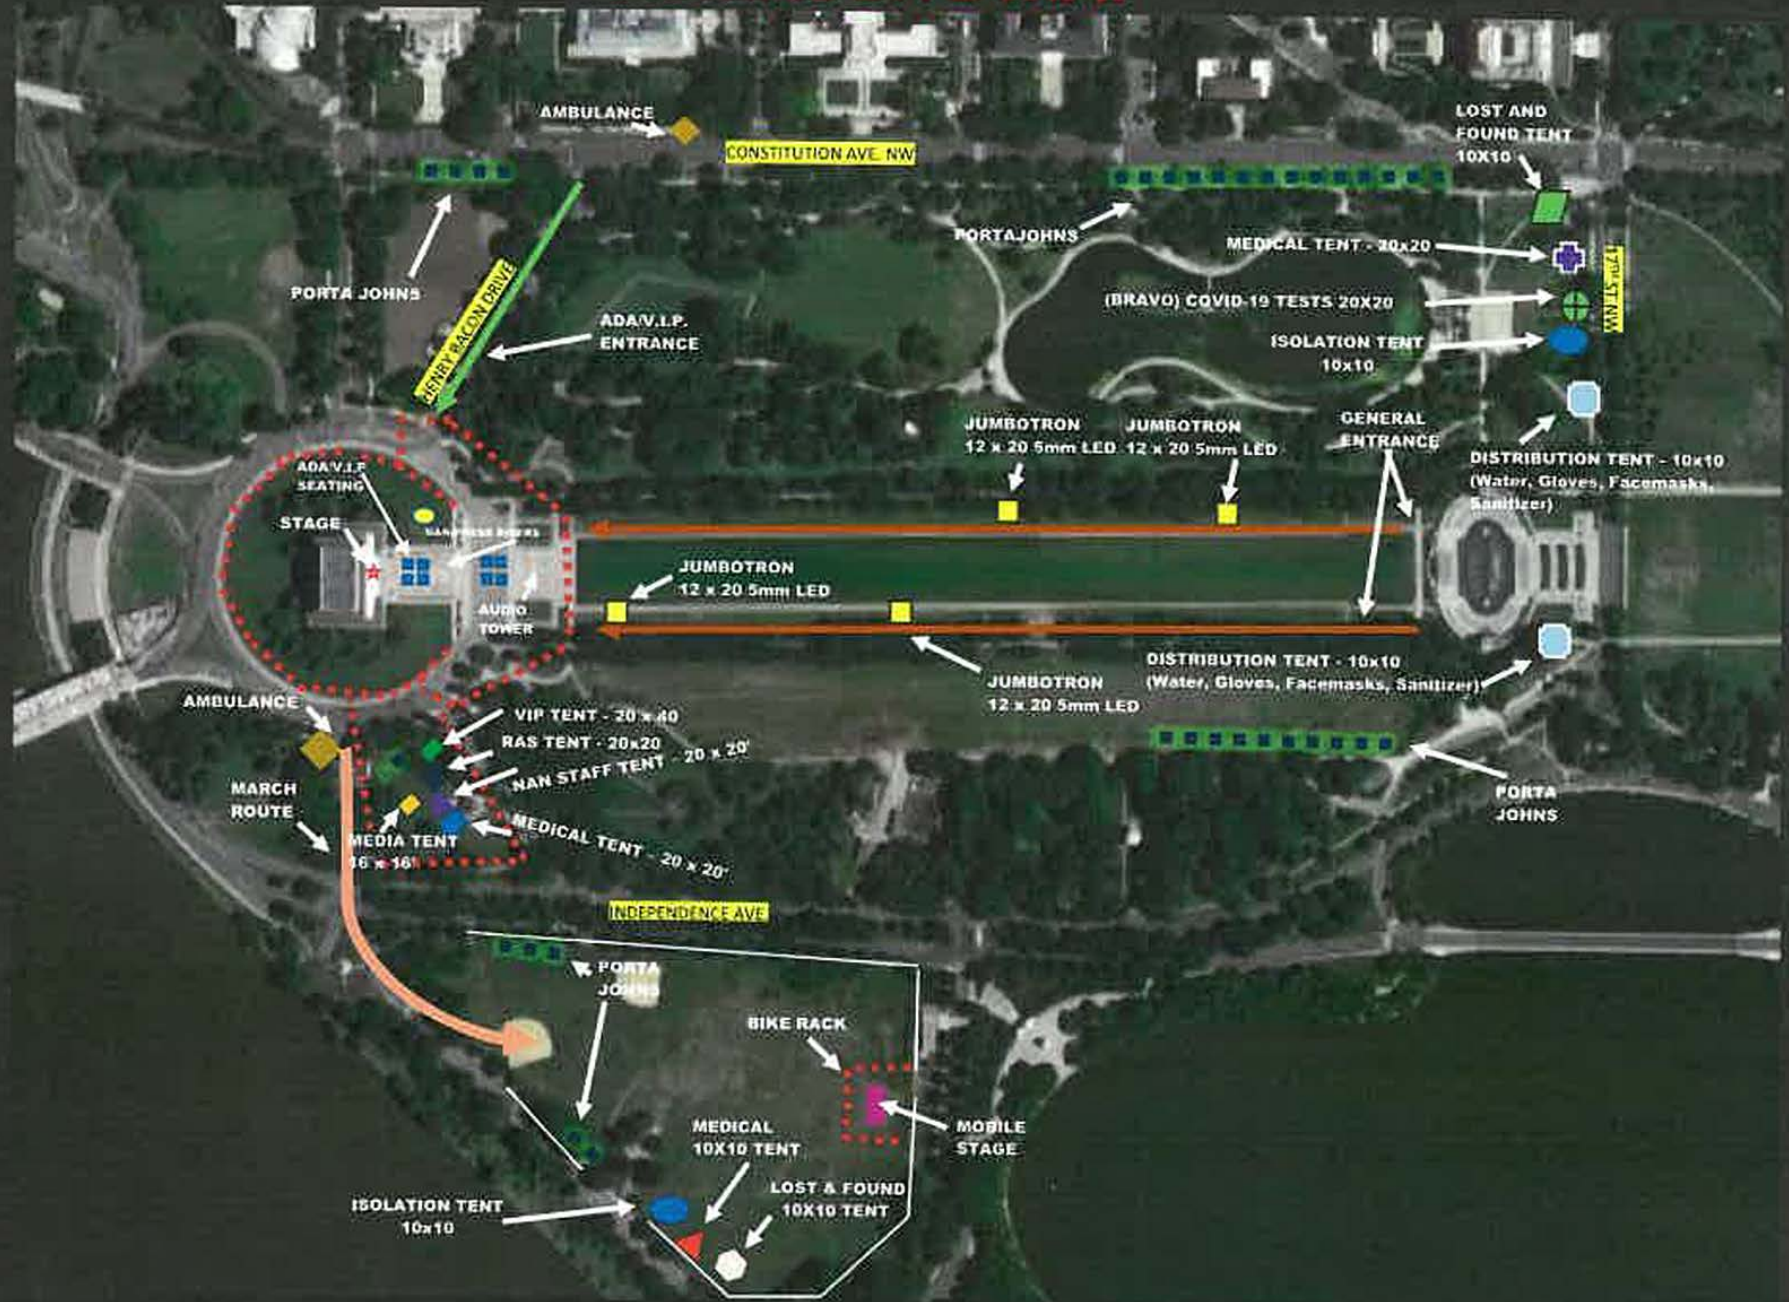 AMBULANCE
CONSTITUTION AVE. NW
LOST AND
FOUND TENT
10X10
PORTAJOHNS
MEDICAL TENT - 20x20
17TH ST. NW
PORTA JOHNS
HENRY BACON DRIVE
(BRAVO) COVID-19 TESTS 20X20
ADA/V.I.P.
ENTRANCE
ISOLATION TENT
10x10
JUMBOTRON
12 x 20 5mm LED
JUMBOTRON
12 x 20 5mm LED
GENERAL
ENTRANCE
DISTRIBUTION TENT - 10x10
(Water, Gloves, Facemasks,
Sanitizer)
ADA/V.I.P
SEATING
STAGE
JUMBOTRON
12 x 20 5mm LED
AUDIO
TOWER
DISTRIBUTION TENT - 10x10
(Water, Gloves, Facemasks, Sanitizer)
JUMBOTRON
12 x 20 5mm LED
AMBULANCE
VIP TENT - 20 x 40
RAS TENT - 20x20
NAN STAFF TENT - 20 x 20'
MARCH
ROUTE
MEDIA TENT
16 x 16'
MEDICAL TENT - 20 x 20'
PORTA
JOHNS
INDEPENDENCE AVE
PORTA
JOHNS
BIKE RACK
MOBILE
STAGE
MEDICAL
10X10 TENT
LOST & FOUND
10X10 TENT
ISOLATION TENT
10x10